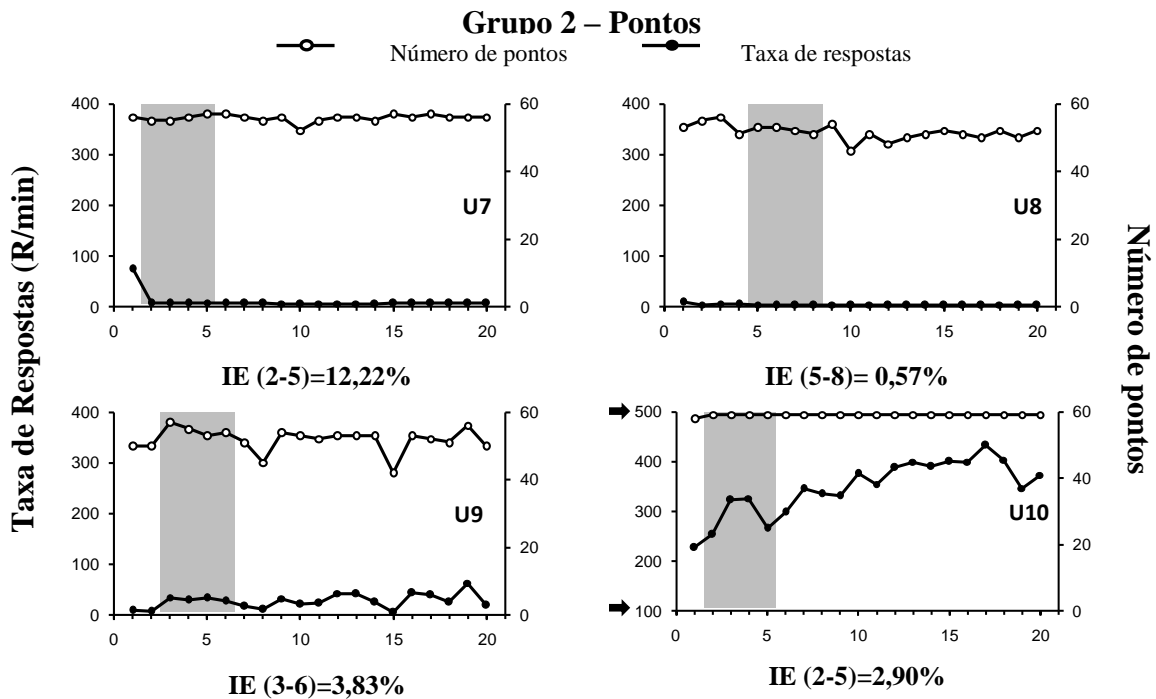 Grupo 2 – Pontos
Número de pontos Taxa de respostas
Taxa de Respostas (R/min)
Número de pontos
400
300
200
100
0
60
40
20
0
U7
0 5 10 15 20
IE (2-5)=12,22%
400
300
200
100
0
60
40
20
0
U8
0 5 10 15 20
IE (5-8)= 0,57%
400
300
200
100
50
0
60
40
20
0
U9
0 5 10 15 20
IE (3-6)=3,83%
500
400
300
200
100
60
40
20
0
U10
0 5 10 15 20
IE (2-5)=2,90%